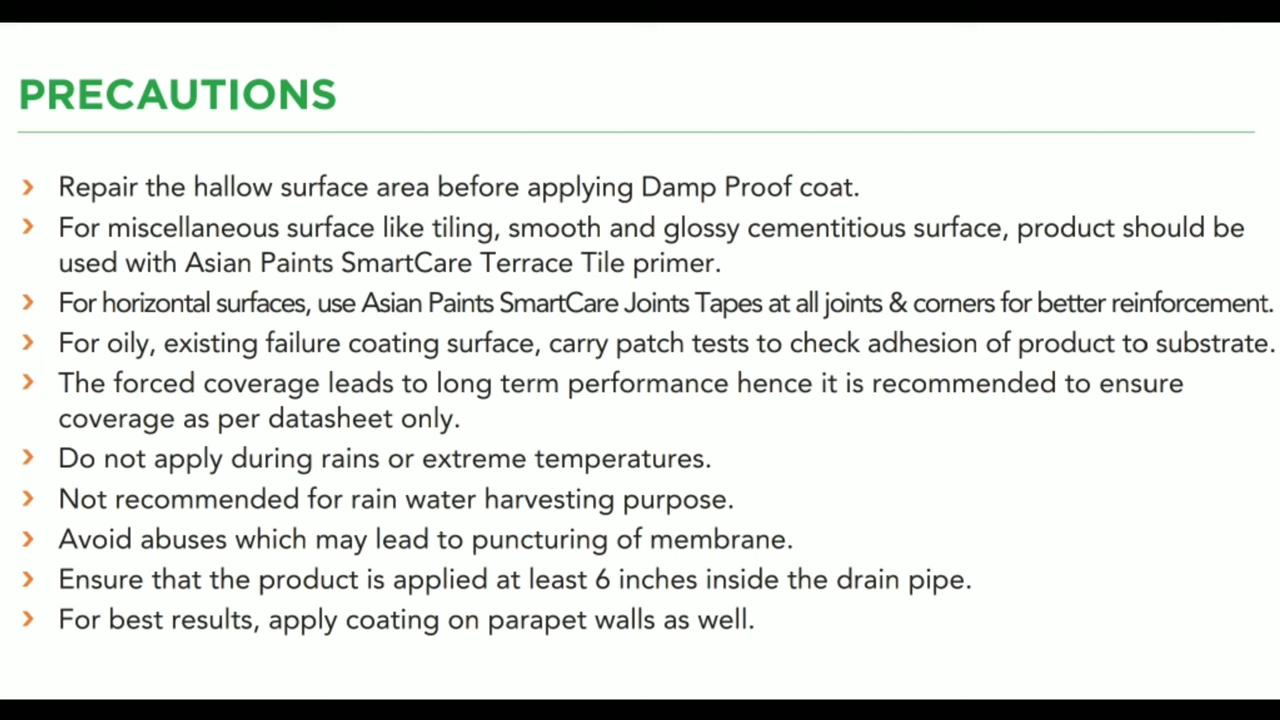 PRECAUTIONS
› Repair the hallow surface area before applying Damp Proof coat.
› For miscellaneous surface like tiling, smooth and glossy cementitious surface, product should be
used with Asian Paints SmartCare Terrace Tile primer.
› For horizontal surfaces, use Asian Paints SmartCare Joints Tapes at all joints & corners for better reinforcement.
› For oily, existing failure coating surface, carry patch tests to check adhesion of product to substrate.
› The forced coverage leads to long term performance hence it is recommended to ensure
coverage as per datasheet only.
› Do not apply during rains or extreme temperatures.
› Not recommended for rain water harvesting purpose.
› Avoid abuses which may lead to puncturing of membrane.
› Ensure that the product is applied at least 6 inches inside the drain pipe.
› For best results, apply coating on parapet walls as well.